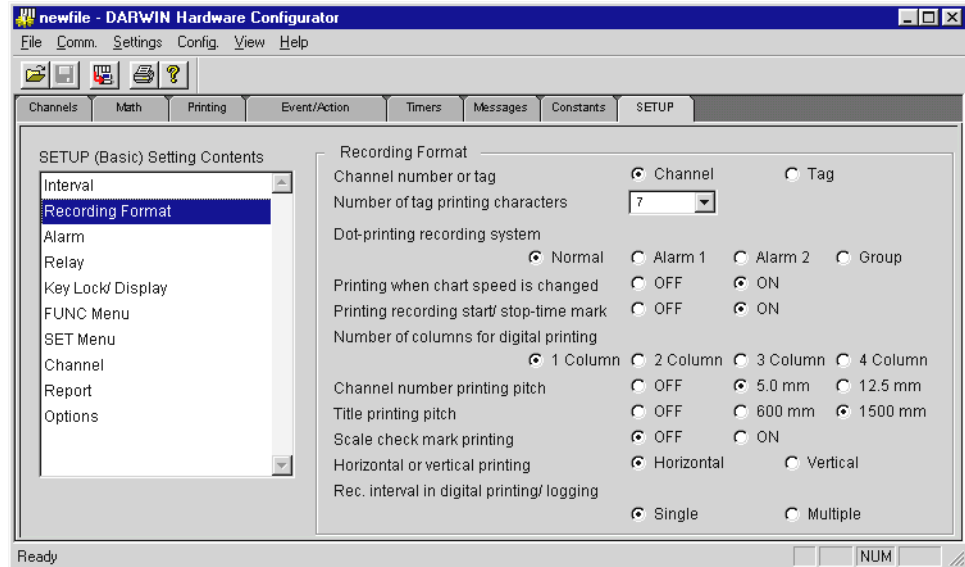 newfile - DARWIN Hardware Configurator
File Comm. Settings Config. View Help
Channels Math Printing Event/Action Timers Messages Constants SETUP
SETUP (Basic) Setting Contents
Interval
Recording Format
Alarm
Relay
Key Lock/ Display
FUNC Menu
SET Menu
Channel
Report
Options
Recording Format
Channel number or tag Channel Tag
Number of tag printing characters 7
Dot-printing recording system
Normal Alarm 1 Alarm 2 Group
Printing when chart speed is changed OFF ON
Printing recording start/ stop-time mark OFF ON
Number of columns for digital printing
1 Column 2 Column 3 Column 4 Column
Channel number printing pitch OFF 5.0 mm 12.5 mm
Title printing pitch OFF 600 mm 1500 mm
Scale check mark printing OFF ON
Horizontal or vertical printing Horizontal Vertical
Rec. interval in digital printing/ logging
Single Multiple
Ready NUM